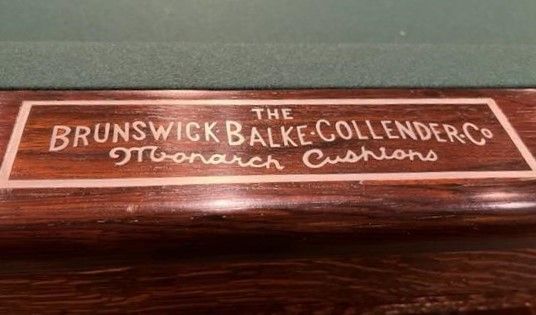 THE
BRUNSWICK BALKE-COLLENDER-Co
Monarch Cushions